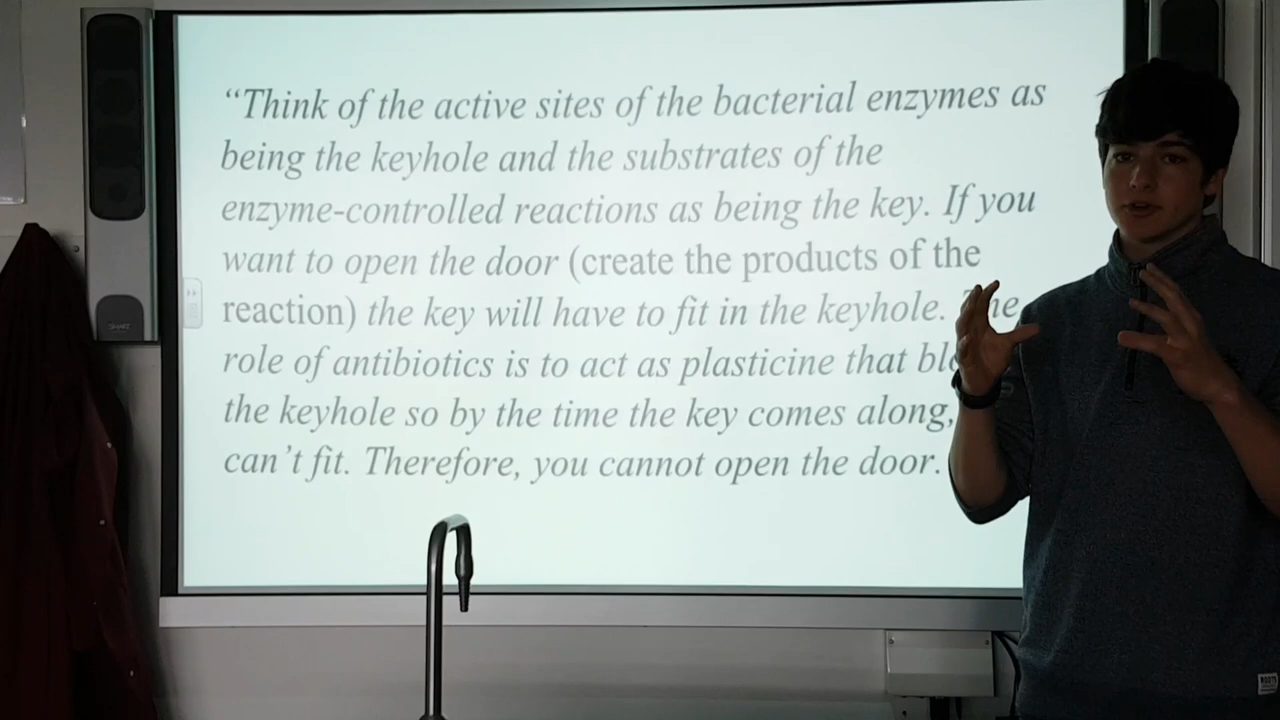 “Think of the active sites of the bacterial enzymes as
being the keyhole and the substrates of the
enzyme-controlled reactions as being the key. If you
want to open the door (create the products of the
reaction) the key will have to fit in the keyhole. The
role of antibiotics is to act as plasticine that
the keyhole so by the time the key comes along,
can’t fit. Therefore, you cannot open the door.
SMART